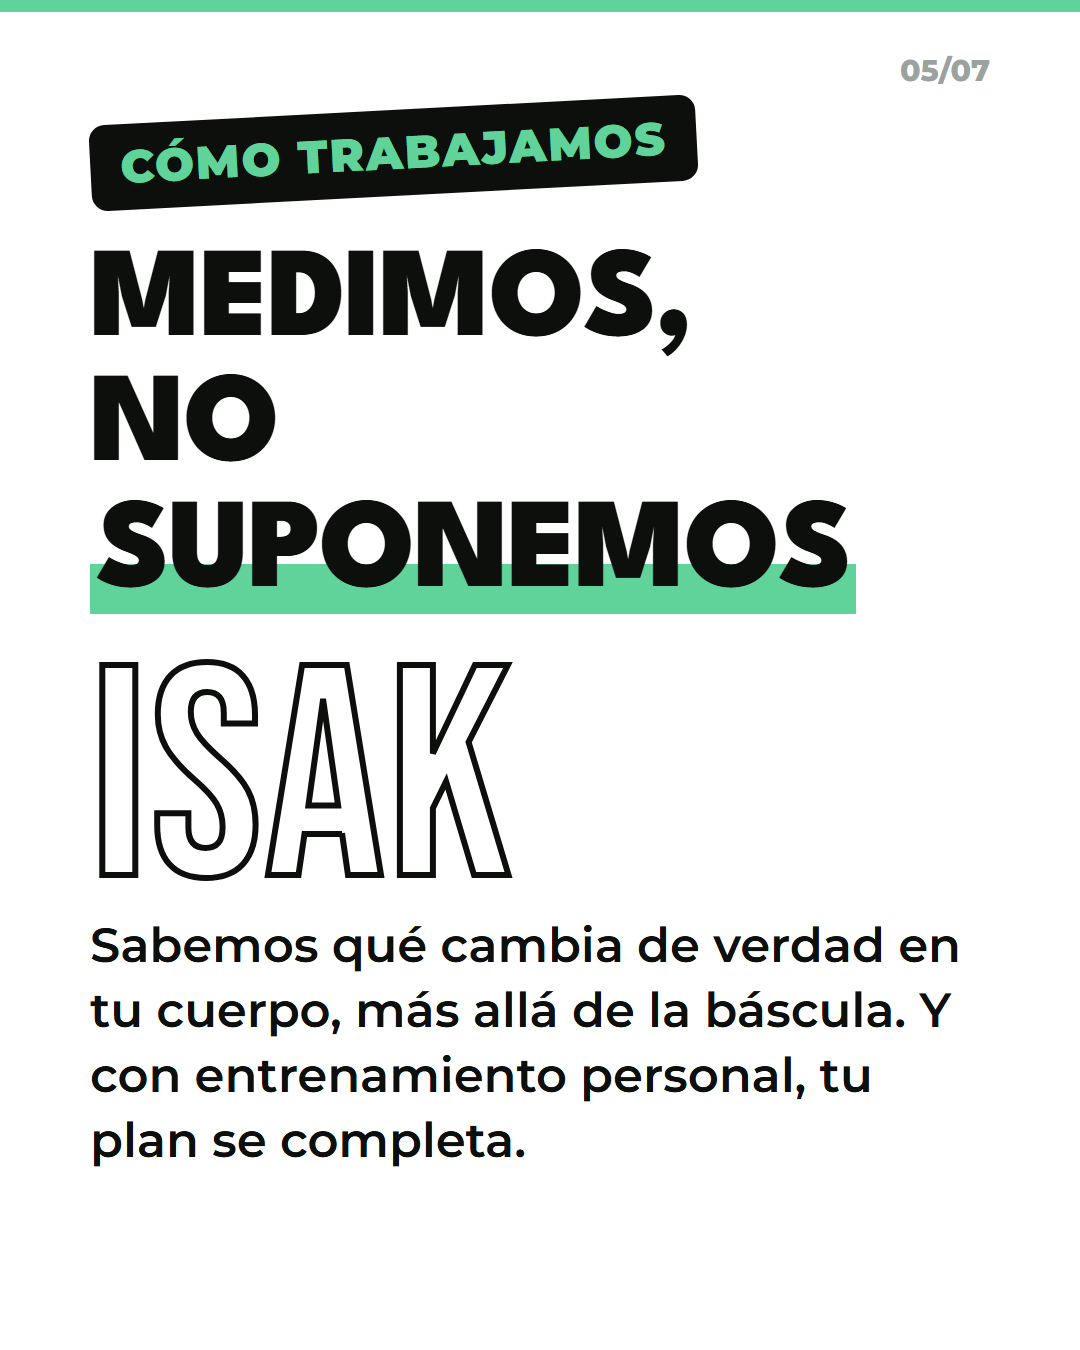 05/07
CÓMO TRABAJAMOS
MEDIMOS,
NO
SUPONEMOS
ISAK
Sabemos qué cambia de verdad en
tu cuerpo, más allá de la báscula. Y
con entrenamiento personal, tu
plan se completa.